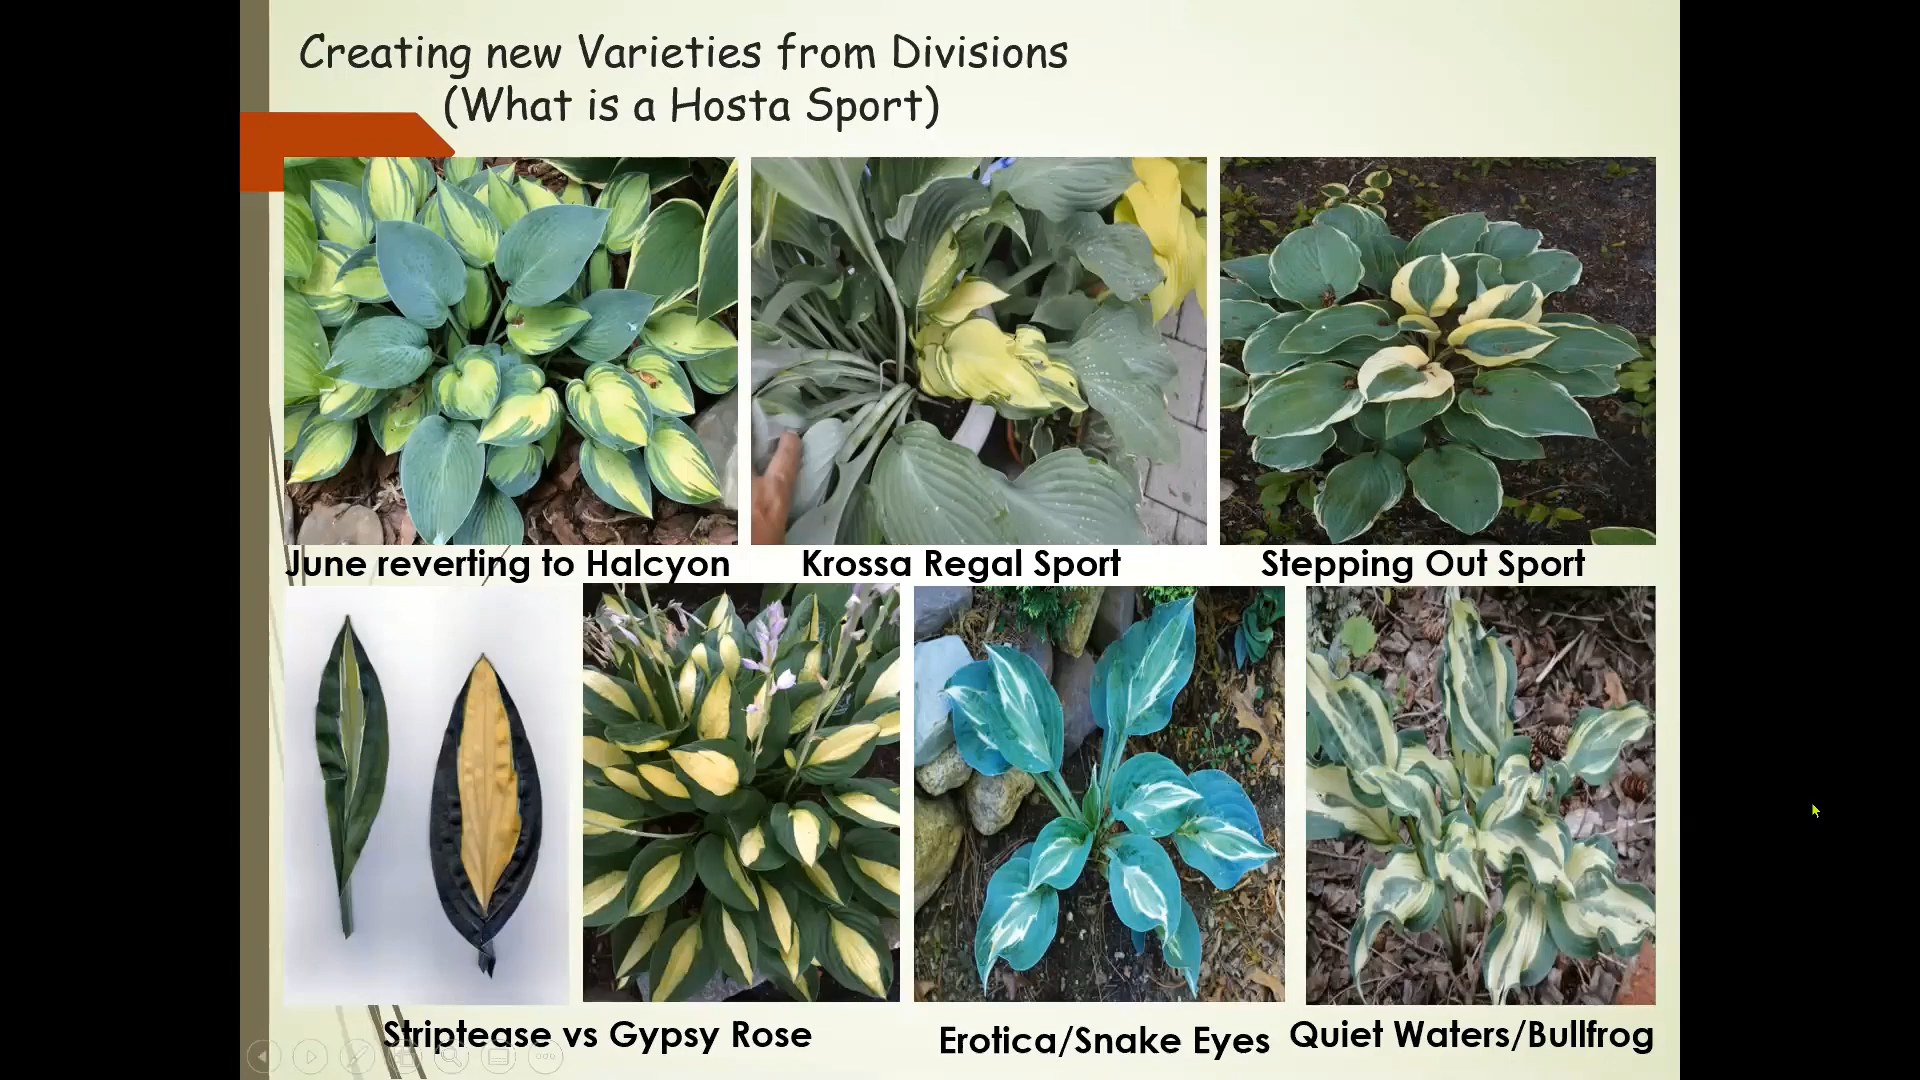 Creating new Varieties from Divisions
(What is a Hosta Sport)
June reverting to Halcyon
Krossa Regal Sport
Stepping Out Sport
Striptease vs Gypsy Rose
Erotica/Snake Eyes
Quiet Waters/Bullfrog